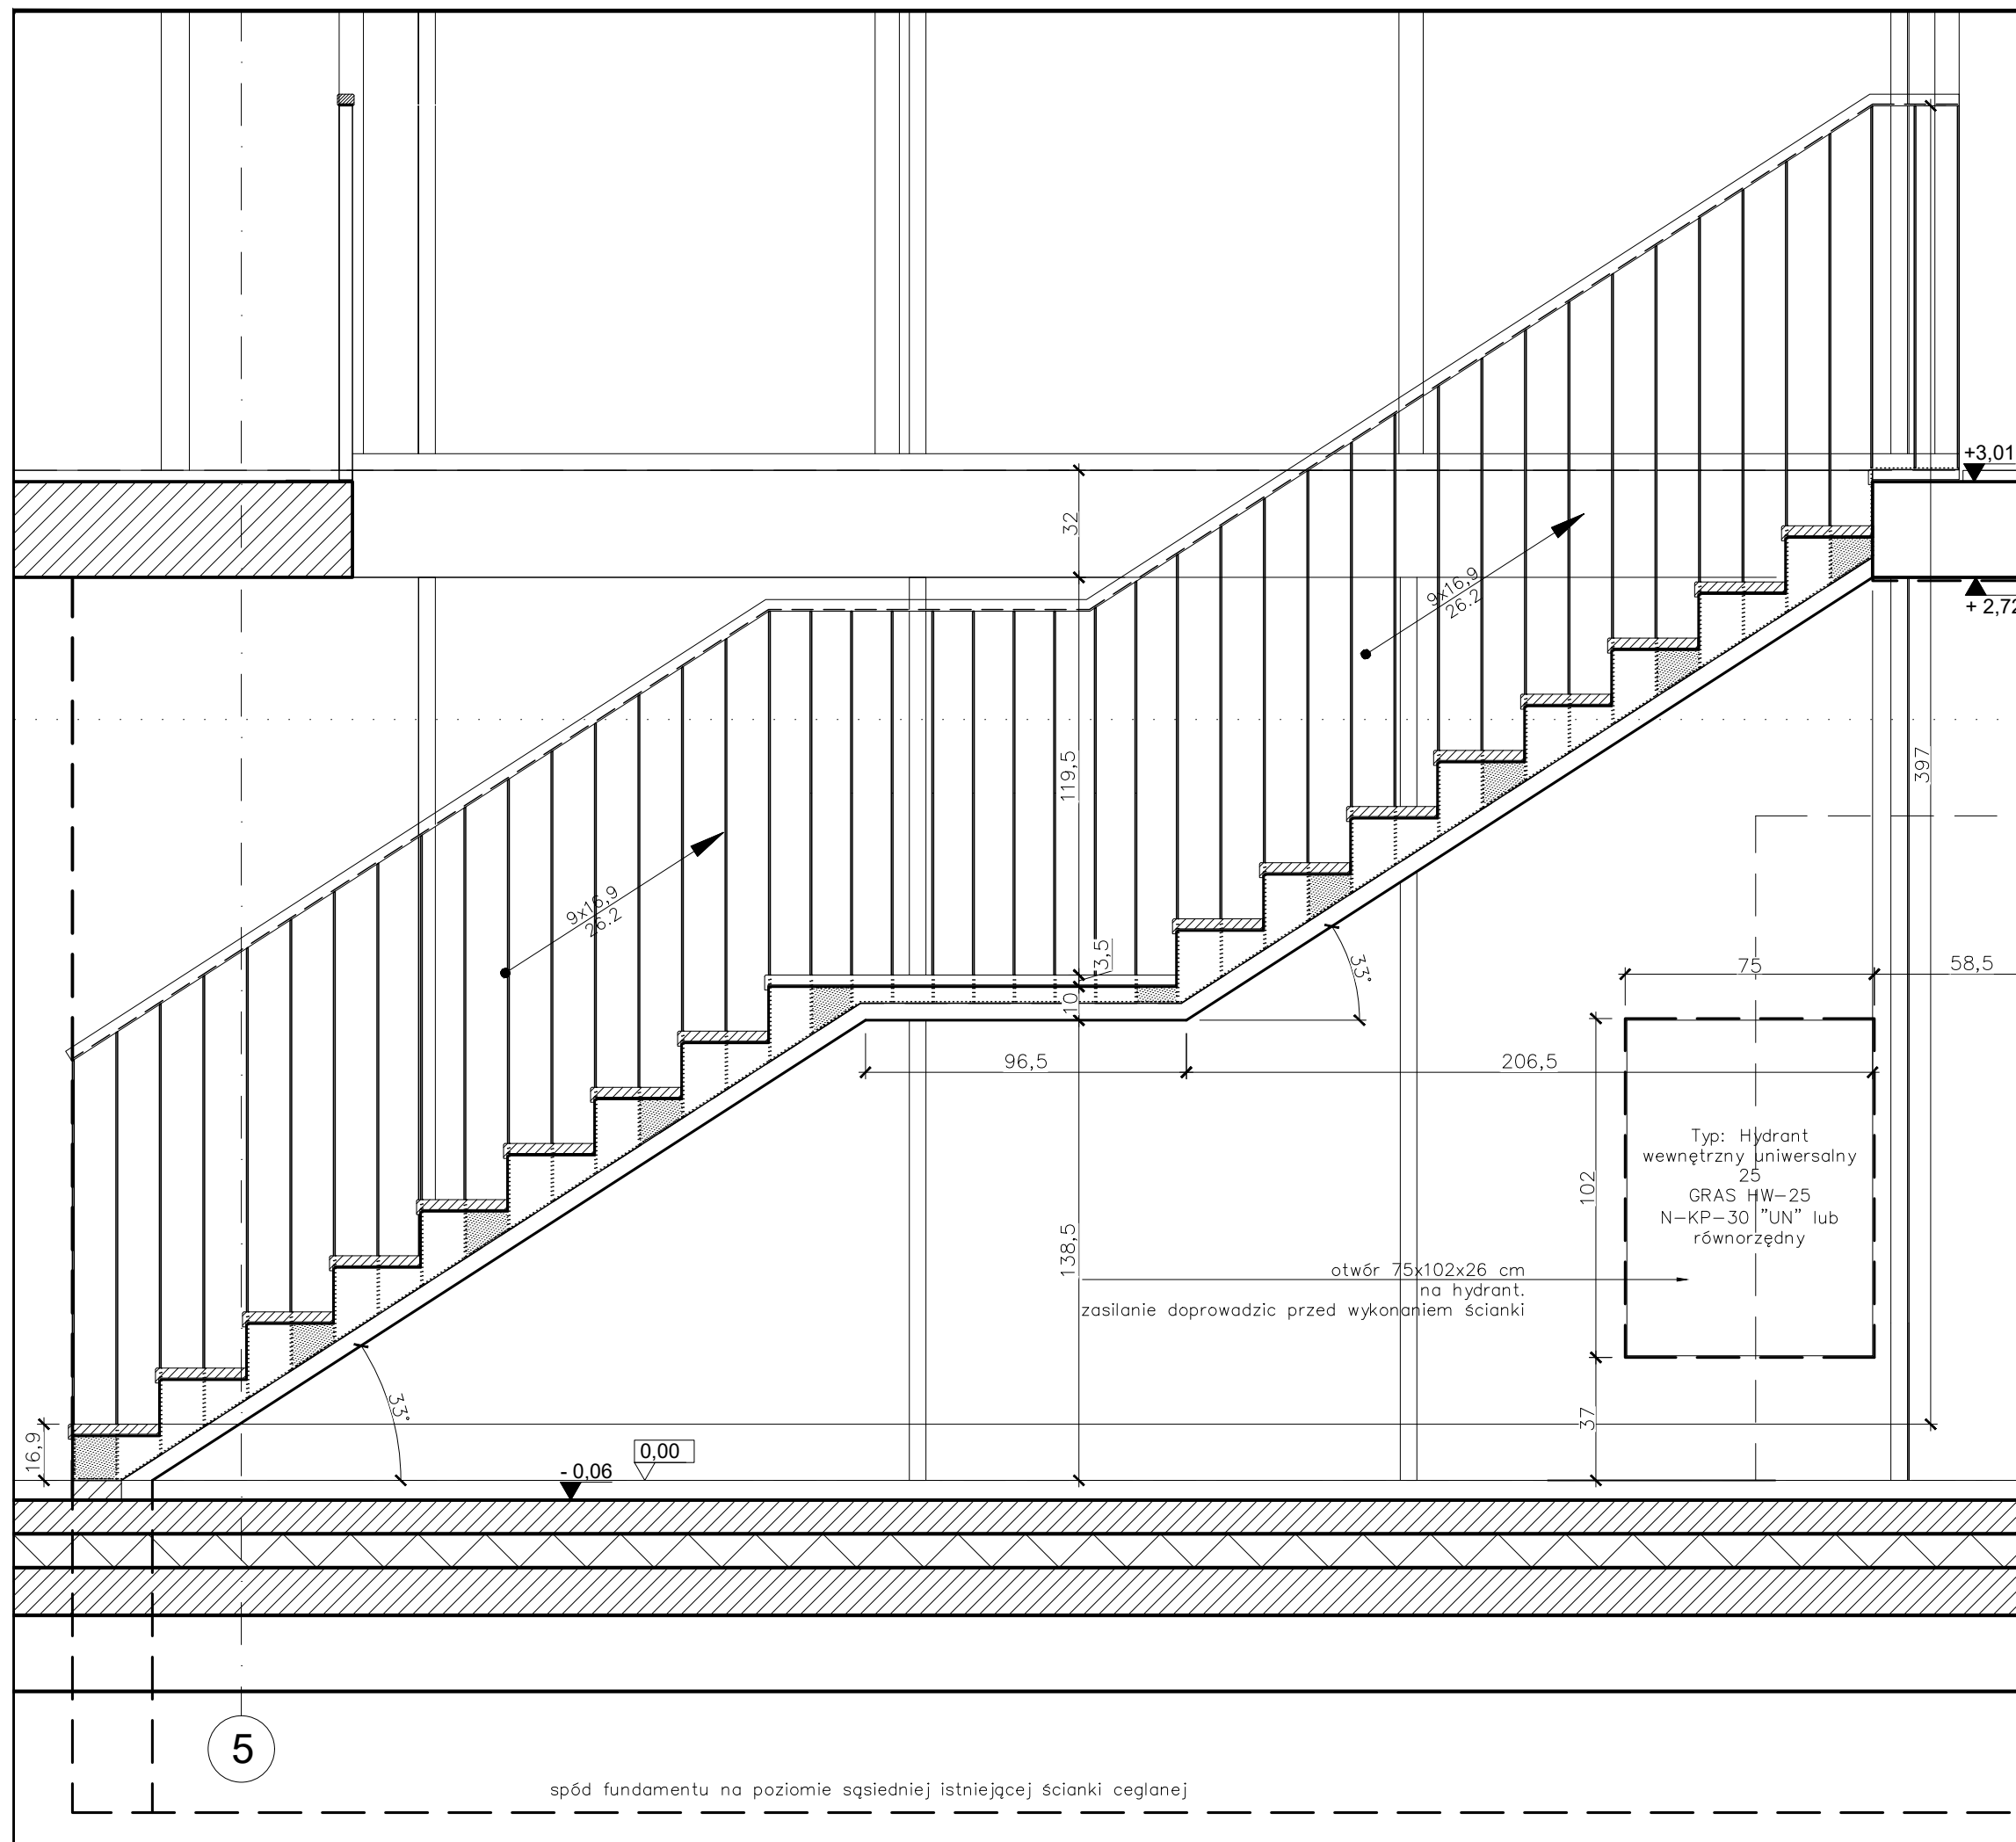 +3,01
32
9x16,9
26.2
+ 2,72
119,5
397
9x16,9
26.2
3,5
10
33°
75
58,5
96,5
206,5
Typ: Hydrant
wewnętrzny uniwersalny
25
GRAS HW-25
N-KP-30 "UN" lub
równorzędny
102
138,5
otwór 75x102x26 cm
na hydrant.
zasilanie doprowadzic przed wykonaniem ścianki
33°
37
16,9
0,00
- 0,06
5
spód fundamentu na poziomie sąsiedniej istniejącej ścianki ceglanej